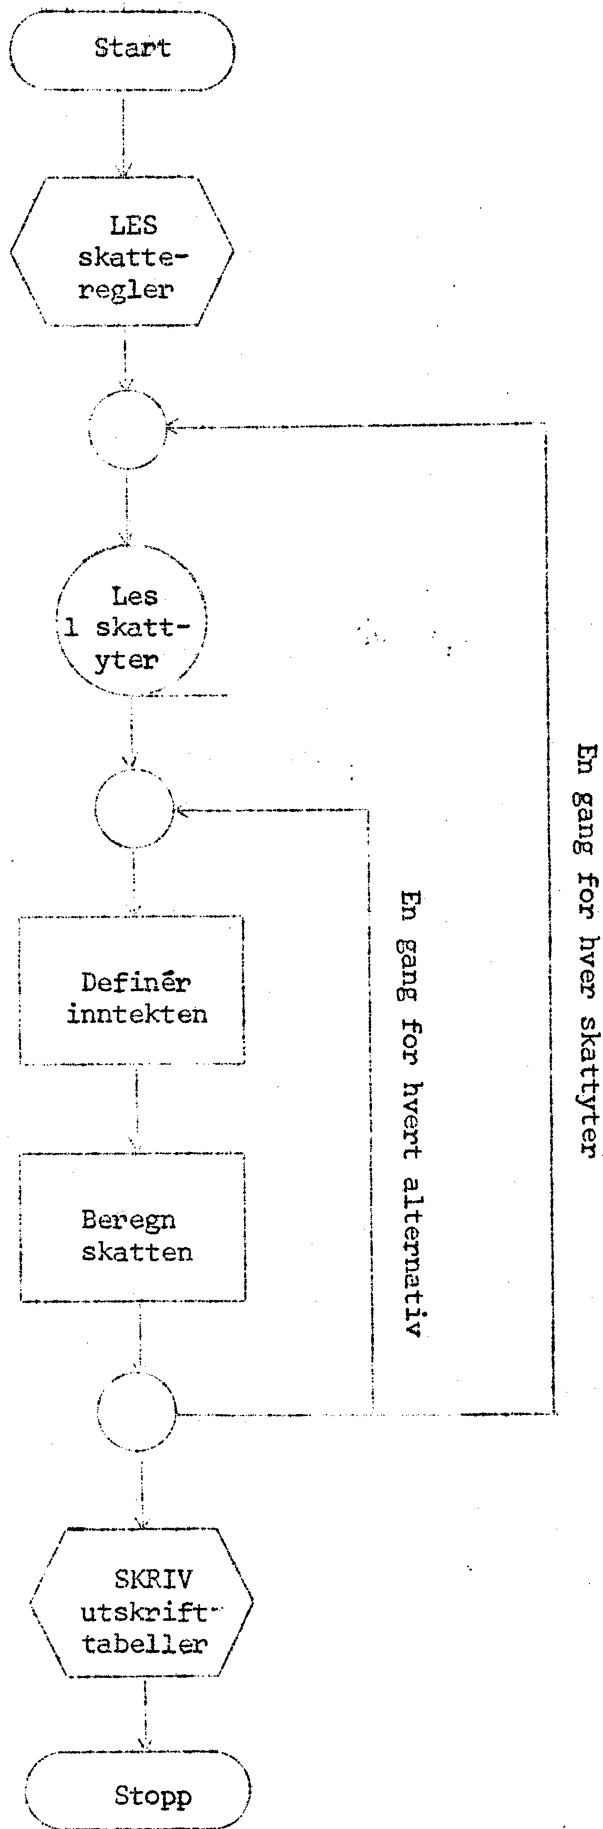 Start
LES
skatte-
regler
Les
1 skatt-
yter
Definér
inntekten
Beregn
skatten
En gang for hvert alternativ
En gang for hver skattyter
SKRIV
utskrift-
tabeller
Stopp